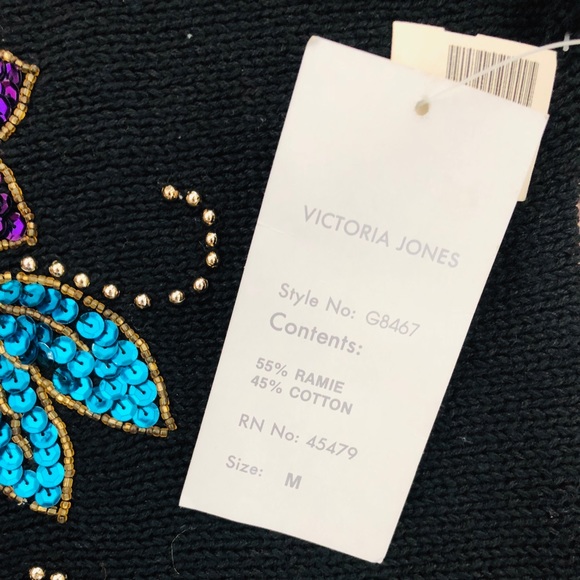 VICTORIA JONES
Style No: G8467
Contents:
55% RAMIE
45% COTTON
RN No: 45479
Size: M